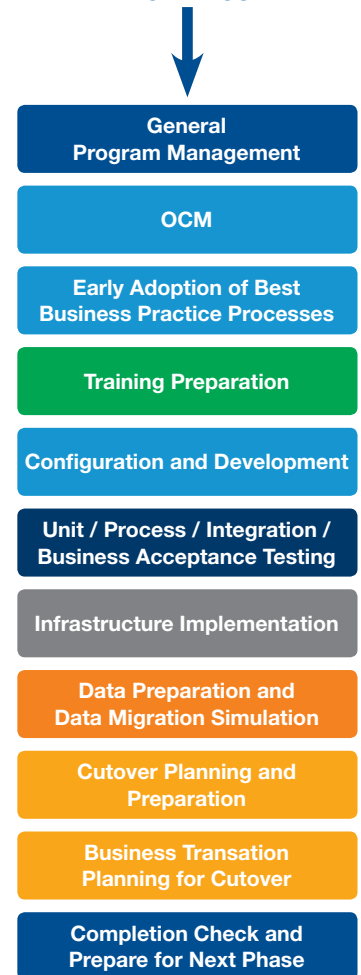 General
Program Management
OCM
Early Adoption of Best
Business Practice Processes
Training Preparation
Configuration and Development
Unit / Process / Integration /
Business Acceptance Testing
Infrastructure Implementation
Data Preparation and
Data Migration Simulation
Cutover Planning and
Preparation
Business Transation
Planning for Cutover
Completion Check and
Prepare for Next Phase